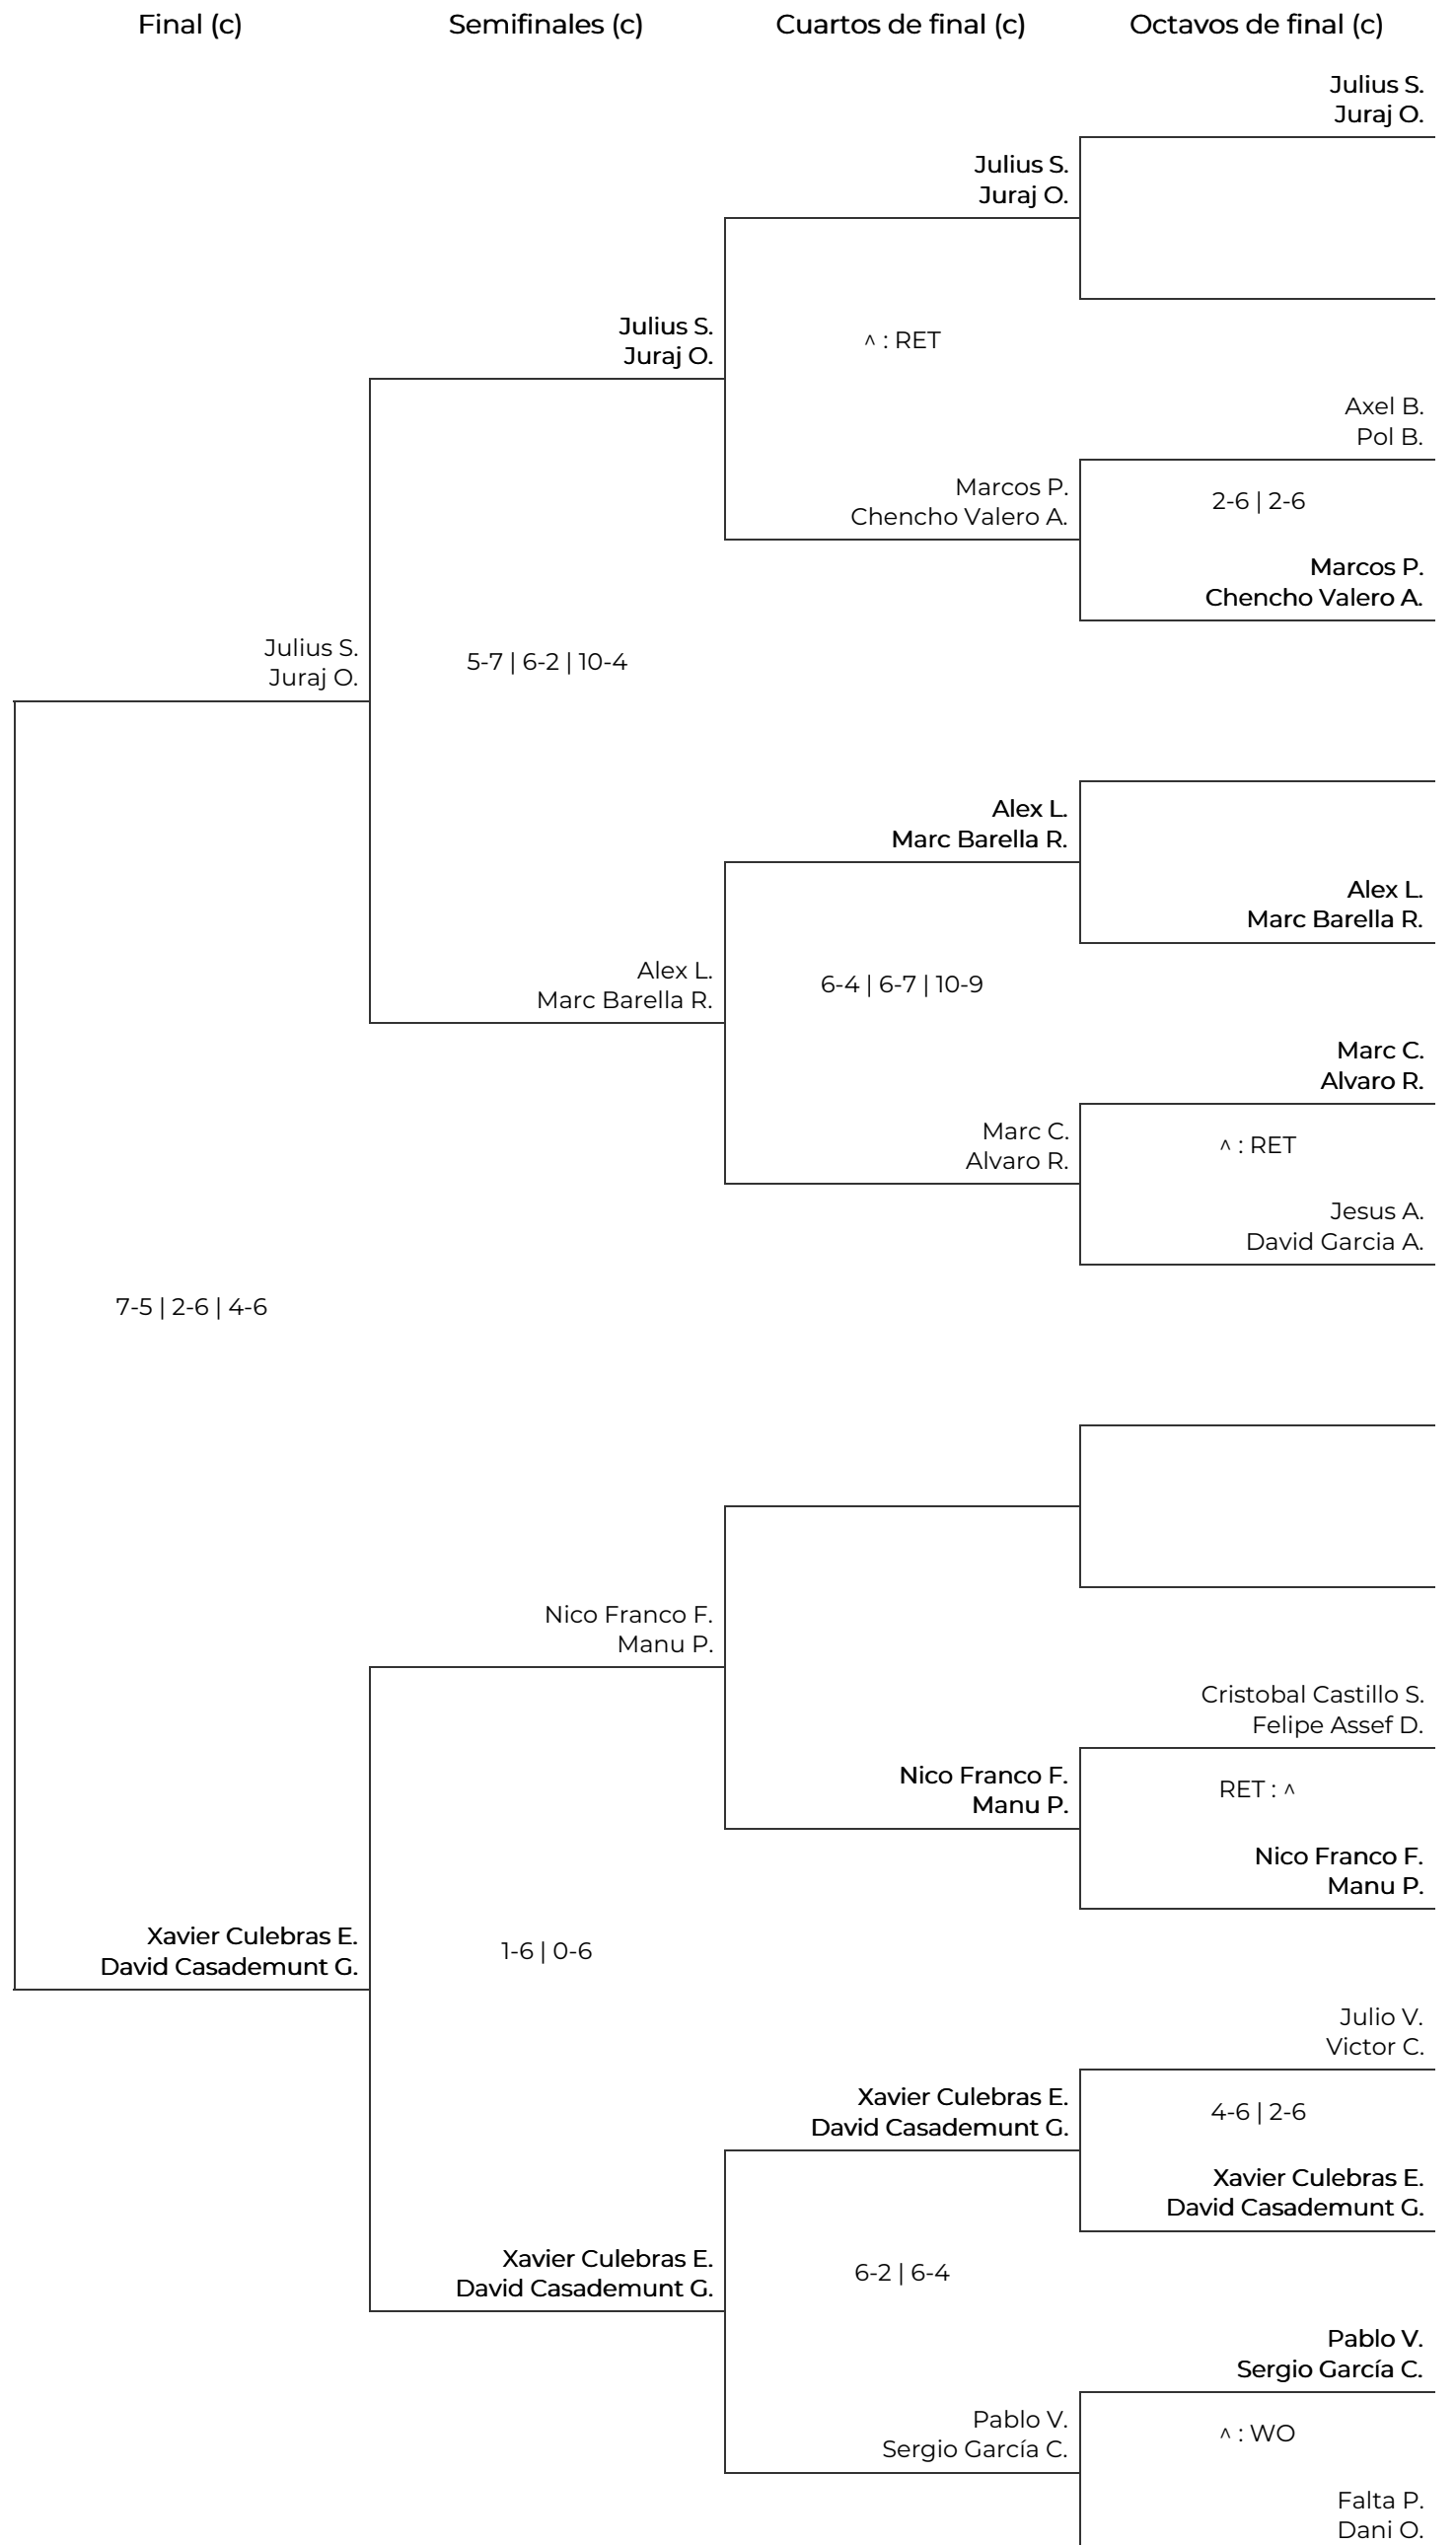 Final (c)
Semifinales (c)
Cuartos de final (c)
Octavos de final (c)
Julius S.
Juraj O.
Julius S.
Juraj O.
Julius S.
Juraj O.
^ : RET
Axel B.
Pol B.
Marcos P.
Chencho Valero A.
2-6 | 2-6
Marcos P.
Chencho Valero A.
Julius S.
Juraj O.
5-7 | 6-2 | 10-4
Alex L.
Marc Barella R.
Alex L.
Marc Barella R.
Alex L.
Marc Barella R.
6-4 | 6-7 | 10-9
Marc C.
Alvaro R.
Marc C.
Alvaro R.
^ : RET
Jesus A.
David Garcia A.
7-5 | 2-6 | 4-6
Nico Franco F.
Manu P.
Cristobal Castillo S.
Felipe Assef D.
Nico Franco F.
Manu P.
RET : ^
Nico Franco F.
Manu P.
Xavier Culebras E.
David Casademunt G.
1-6 | 0-6
Julio V.
Victor C.
Xavier Culebras E.
David Casademunt G.
4-6 | 2-6
Xavier Culebras E.
David Casademunt G.
Xavier Culebras E.
David Casademunt G.
6-2 | 6-4
Pablo V.
Sergio García C.
Pablo V.
Sergio García C.
^ : WO
Falta P.
Dani O.